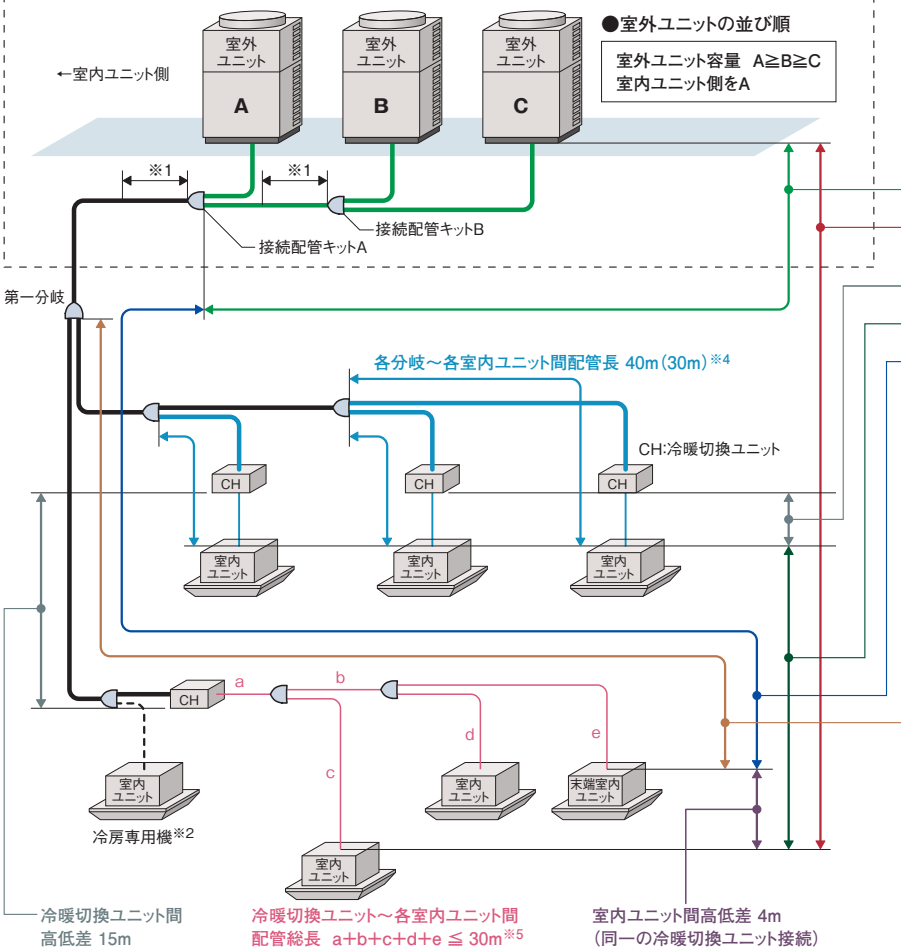 ●室外ユニットの並び順
室外ユニット容量 A≧B≧C
室内ユニット側をA
←室内ユニット側
室外
ユニット
A
室外
ユニット
B
室外
ユニット
C
※1
※1
接続配管キットB
接続配管キットA
第一分岐
各分岐～各室内ユニット間配管長 40m(30m)※4
CH:冷暖切換ユニット
CH
CH
CH
室内
ユニット
室内
ユニット
室内
ユニット
CH
a
b
c
d
e
室内
ユニット
冷房専用機※2
室内
ユニット
末端室内
ユニット
室内
ユニット
冷暖切換ユニット間
高低差 15m
冷暖切換ユニット～各室内ユニット間
配管総長 a+b+c+d+e ≦ 30m※5
室内ユニット間高低差 4m
(同一の冷暖切換ユニット接続)